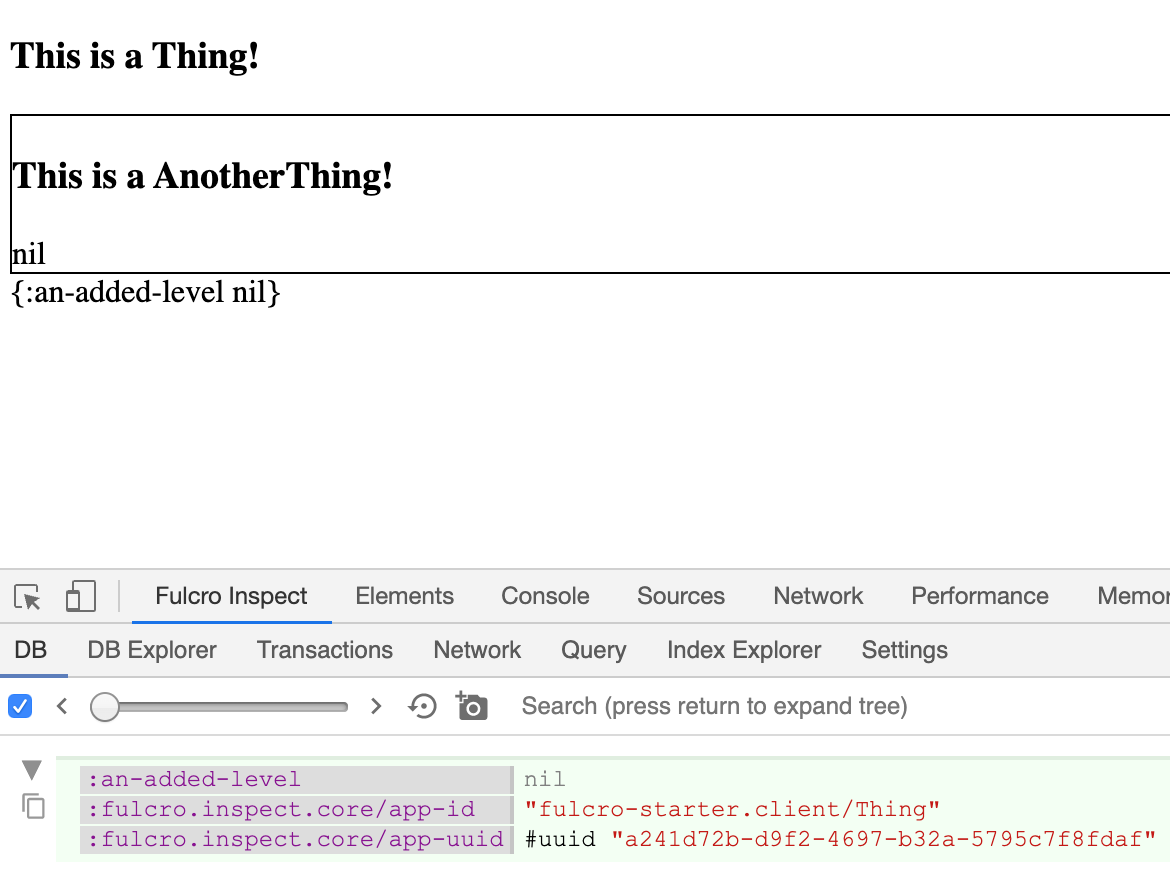 This is a Thing!
This is a AnotherThing!
nil
{:an-added-level nil}
Fulcro Inspect Elements Console Sources Network Performance Memor
DB DB Explorer Transactions Network Query Index Explorer Settings
Search (press return to expand tree)
:an-added-level nil
:fulcro.inspect.core/app-id "fulcro-starter.client/Thing"
:fulcro.inspect.core/app-uuid #uuid "a241d72b-d9f2-4697-b32a-5795c7f8fdaf"